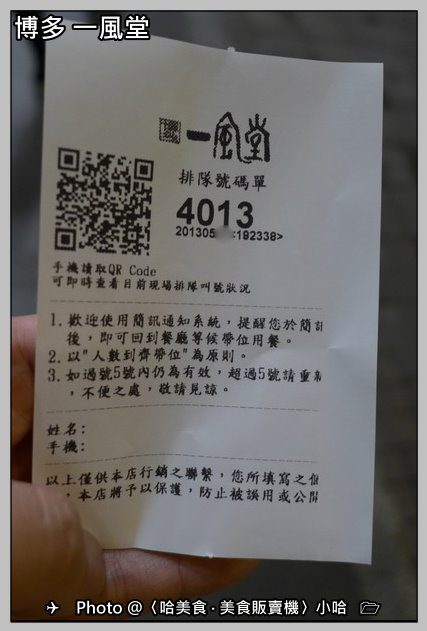 博多 一風堂
一風堂
排隊號碼單
4013
201305 192338>
手機讀取QR Code
可即時查看目前現場排隊叫號狀況
1. 歡迎使用簡訊通知系統，提醒您於簡訊
後，即可回到餐廳等候帶位用餐。
2. 以"人數到齊帶位"為原則。
3. 如過號5號內仍為有效，超過5號請重新
，不便之處，敬請見諒。
姓名:
手機:
以上僅供本店行銷之聯繫，您所填寫之個
，本店將予以保護，防止被誤用或公開
Photo @〈哈美食·美食販賣機〉小哈